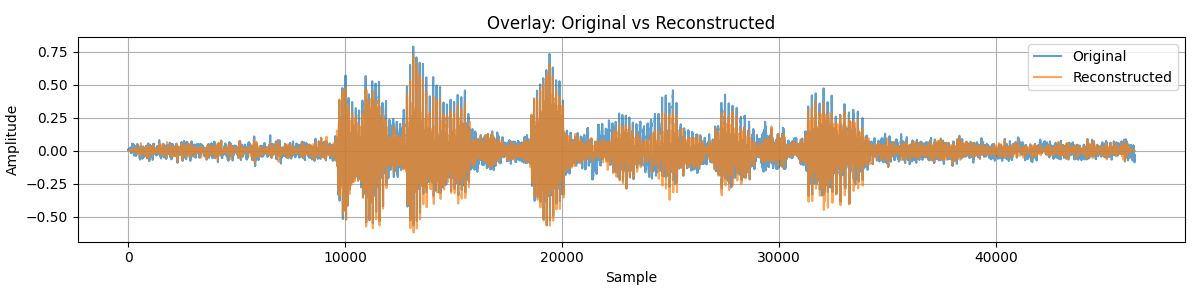 Overlay: Original vs Reconstructed
Amplitude
0.75
0.50
0.25
0.00
−0.25
−0.50
Original
Reconstructed
0
10000
20000
30000
40000
Sample